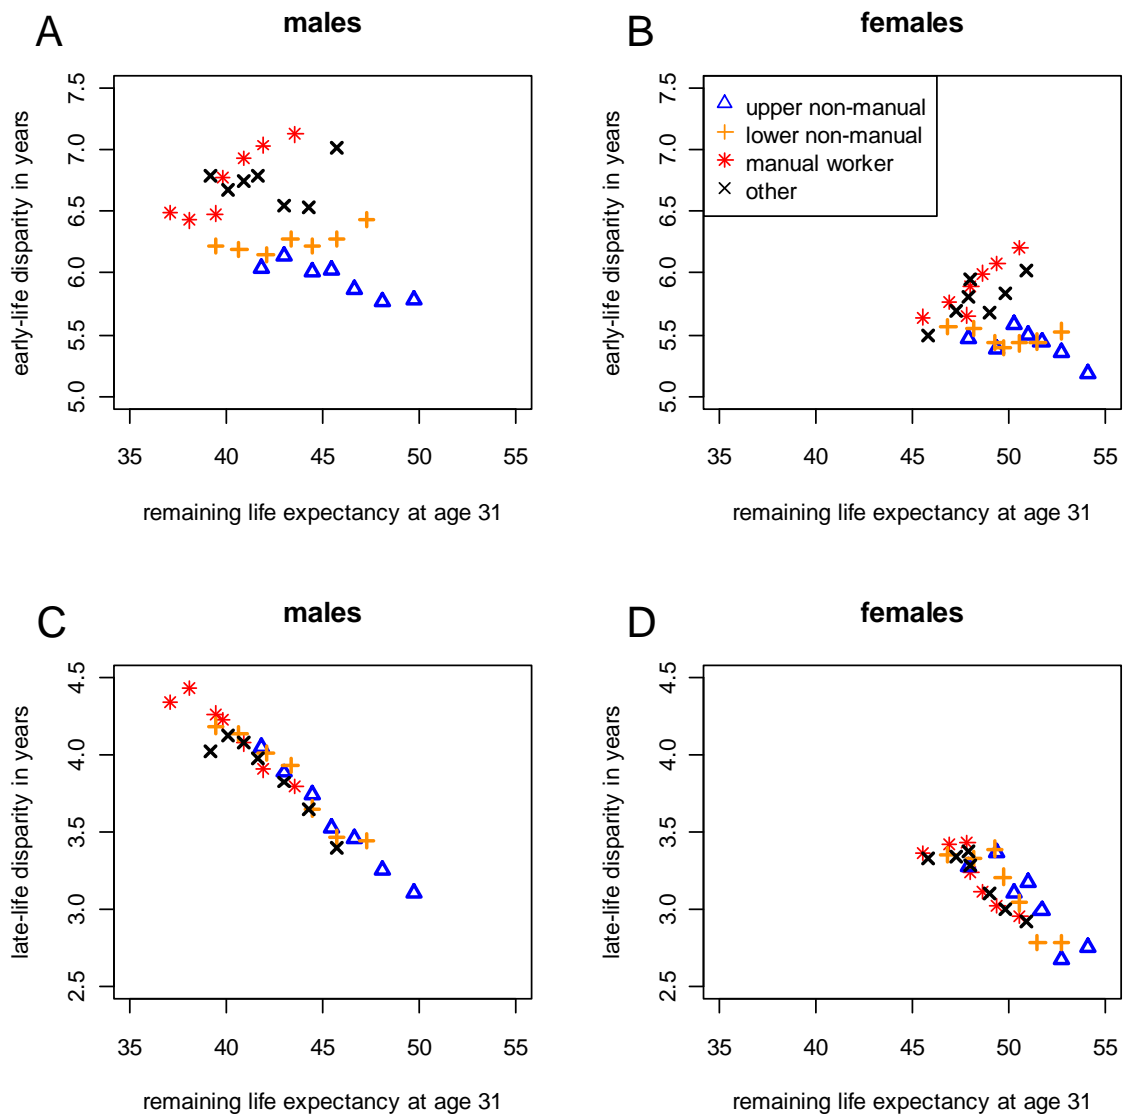 A
males
early-life disparity in years
7.5
7.0
6.5
6.0
5.5
5.0
35
40
45
50
55
remaining life expectancy at age 31
B
females
early-life disparity in years
7.5
7.0
6.5
6.0
5.5
5.0
upper non-manual
lower non-manual
manual worker
other
35
40
45
50
55
remaining life expectancy at age 31
C
males
late-life disparity in years
4.5
4.0
3.5
3.0
2.5
35
40
45
50
55
remaining life expectancy at age 31
D
females
late-life disparity in years
4.5
4.0
3.5
3.0
2.5
35
40
45
50
55
remaining life expectancy at age 31